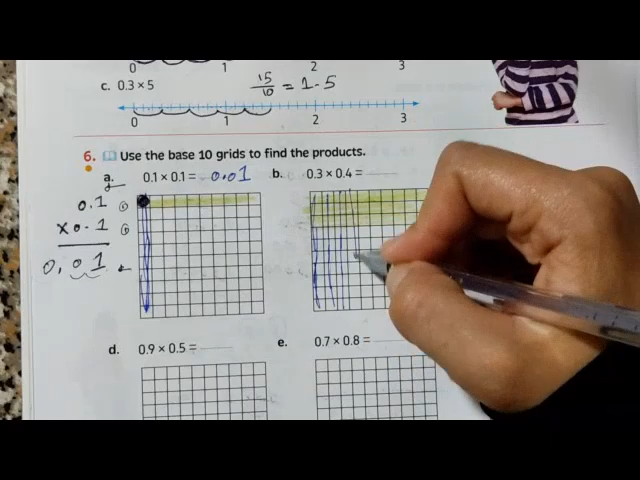 0 1 2 3
c. 0.3 × 5 15/10 = 1.5
0 1 2 3
6. Use the base 10 grids to find the products.
a. 0.1 × 0.1 = 0.01 b. 0.3 × 0.4 =
0.1
×0.1
0.01
d. 0.9 × 0.5 = e. 0.7 × 0.8 =